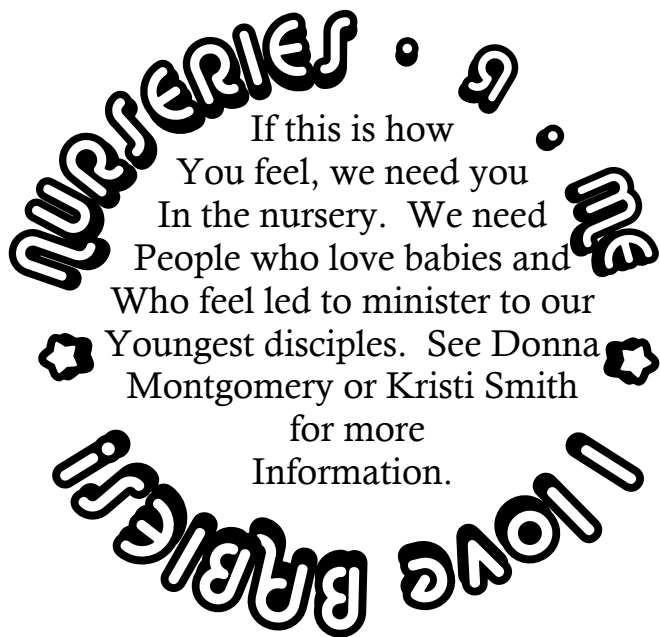 NURSERIES · R · ME
If this is how
You feel, we need you
In the nursery.  We need
People who love babies and
Who feel led to minister to our
Youngest disciples.  See Donna
Montgomery or Kristi Smith
for more
Information.
I LOVE BABIES!